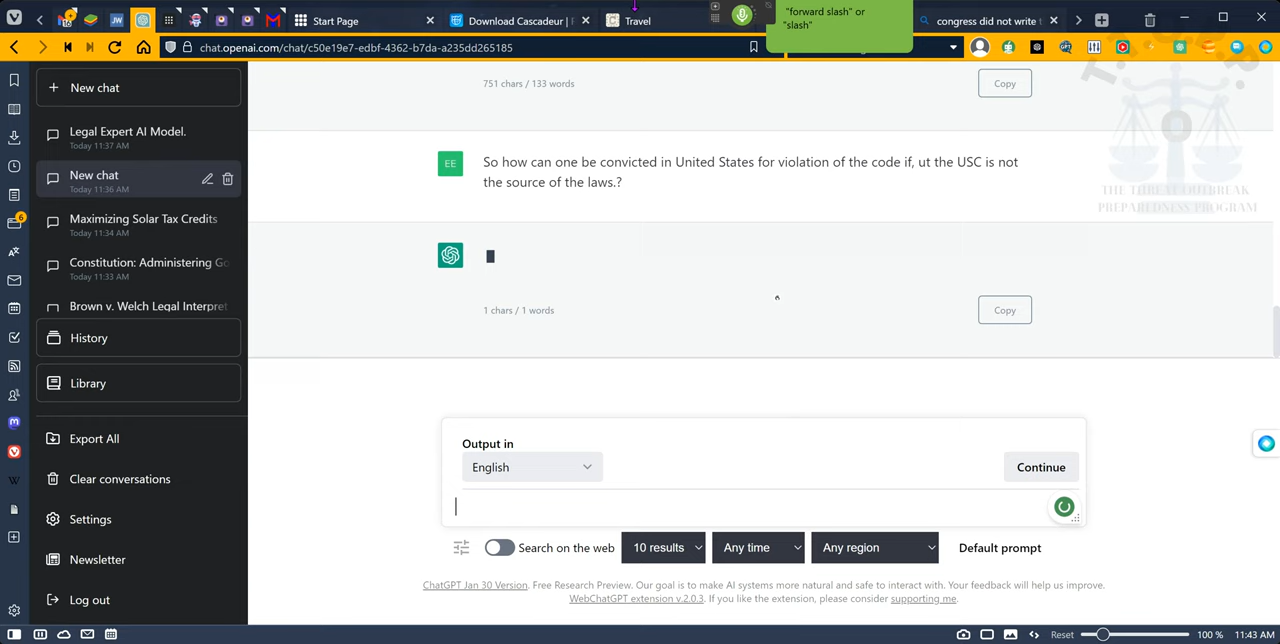 Start Page
Download Cascadeur |
Travel
"forward slash" or
"slash"
congress did not write t
chat.openai.com/chat/c50e19e7-edbf-4362-b7da-a235dd265185
New chat
Legal Expert AI Model.
Today 11:37 AM
New chat
Today 11:36 AM
Maximizing Solar Tax Credits
Today 11:34 AM
Constitution: Administering Go
Today 11:33 AM
Brown v. Welch Legal Interpret
History
Library
Export All
Clear conversations
Settings
Newsletter
Log out
751 chars / 133 words
Copy
EE
So how can one be convicted in United States for violation of the code if, ut the USC is not
the source of the laws.?
1 chars / 1 words
Copy
THE THREAT OUTBREAK
PREPAREDNESS PROGRAM
Output in
English
Continue
Search on the web
10 results
Any time
Any region
Default prompt
ChatGPT Jan 30 Version. Free Research Preview. Our goal is to make AI systems more natural and safe to interact with. Your feedback will help us improve.
WebChatGPT extension v.2.0.3. If you like the extension, please consider supporting me.
Reset
100 %
11:43 AM